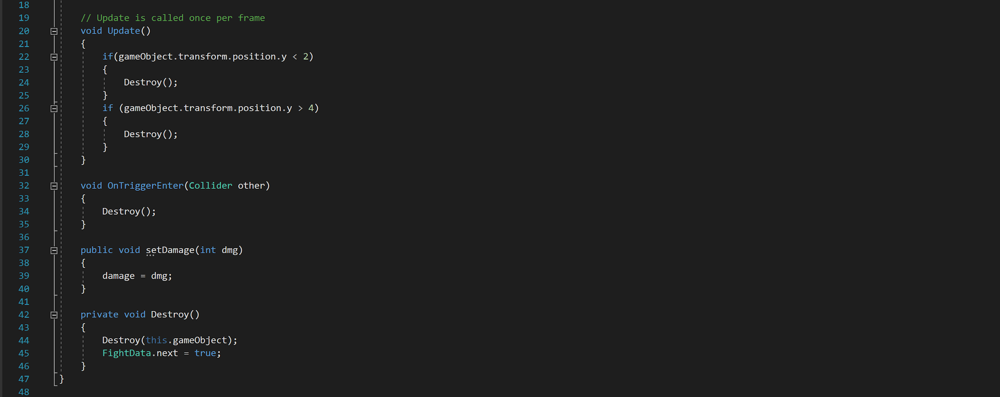 18
19 // Update is called once per frame
20 void Update()
21 {
22 if(gameObject.transform.position.y < 2)
23 {
24 Destroy();
25 }
26 if (gameObject.transform.position.y > 4)
27 {
28 Destroy();
29 }
30 }
31
32 void OnTriggerEnter(Collider other)
33 {
34 Destroy();
35 }
36
37 public void setDamage(int dmg)
38 {
39 damage = dmg;
40 }
41
42 private void Destroy()
43 {
44 Destroy(this.gameObject);
45 FightData.next = true;
46 }
47 }
48